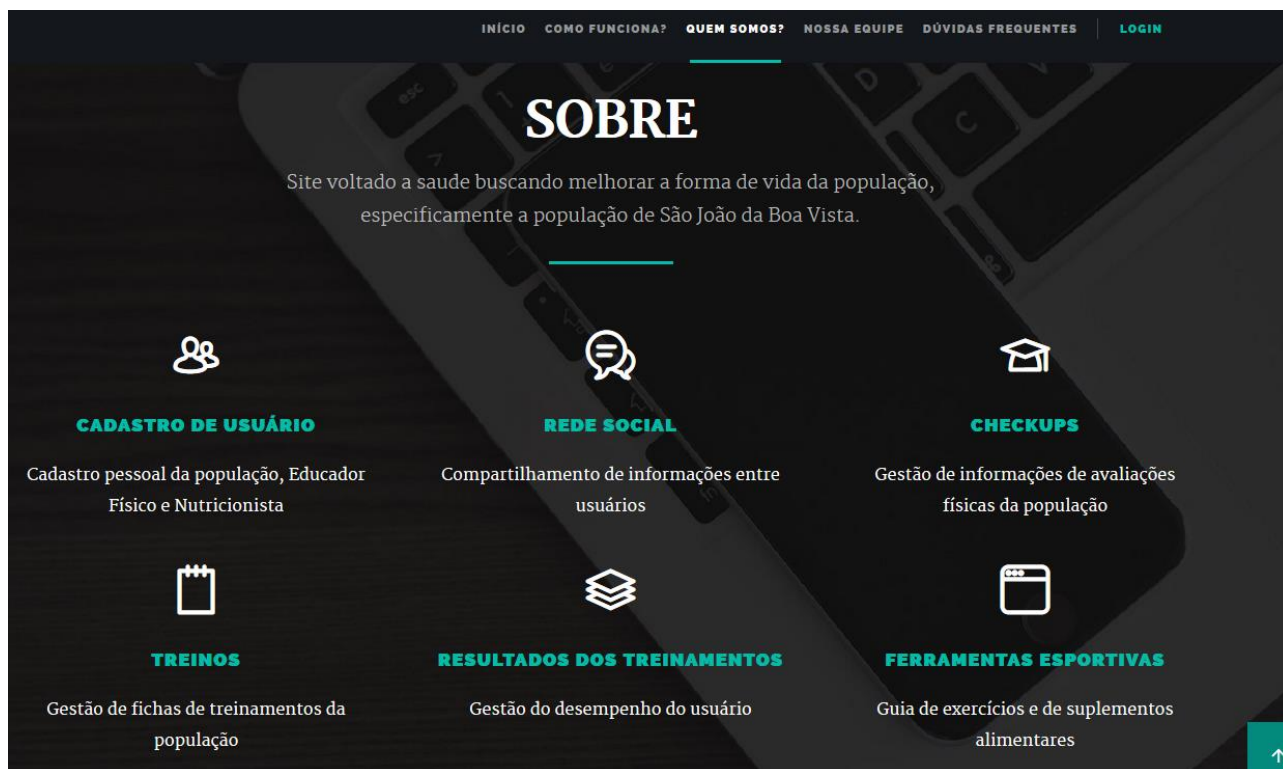 INÍCIO COMO FUNCIONA? QUEM SOMOS? NOSSA EQUIPE DÚVIDAS FREQUENTES LOGIN
SOBRE
Site voltado a saude buscando melhorar a forma de vida da população,
especificamente a população de São João da Boa Vista.
CADASTRO DE USUÁRIO
Cadastro pessoal da população, Educador
Físico e Nutricionista
REDE SOCIAL
Compartilhamento de informações entre
usuários
CHECKUPS
Gestão de informações de avaliações
físicas da população
TREINOS
Gestão de fichas de treinamentos da
população
RESULTADOS DOS TREINAMENTOS
Gestão do desempenho do usuário
FERRAMENTAS ESPORTIVAS
Guia de exercícios e de suplementos
alimentares